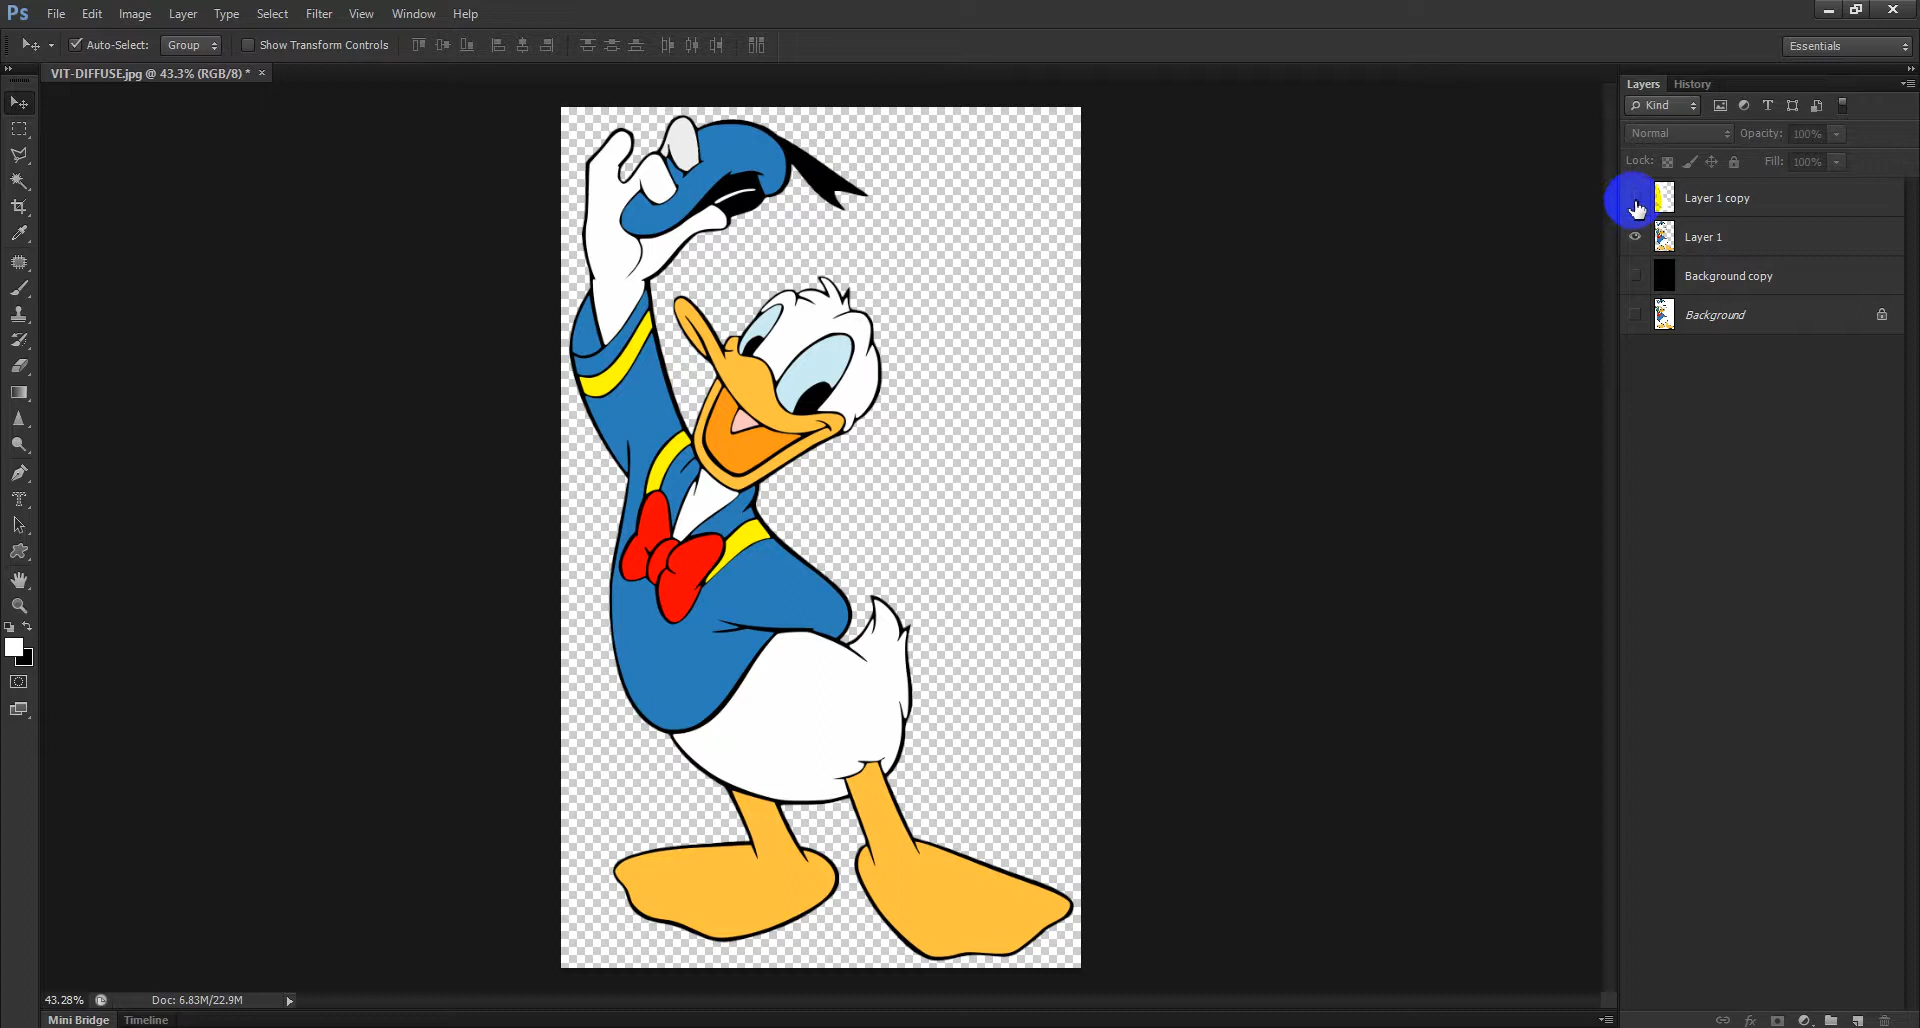 Ps File Edit Image Layer Type Select Filter View Window Help
Auto-Select: Group Show Transform Controls Essentials
VIT-DIFFUSE.jpg @ 43.3% (RGB/8) * ×
Layers History
Kind
Normal Opacity: 100%
Lock: Fill: 100%
Layer 1 copy
Layer 1
Background copy
Background
43.28% Doc: 6.83M/22.9M
Mini Bridge Timeline